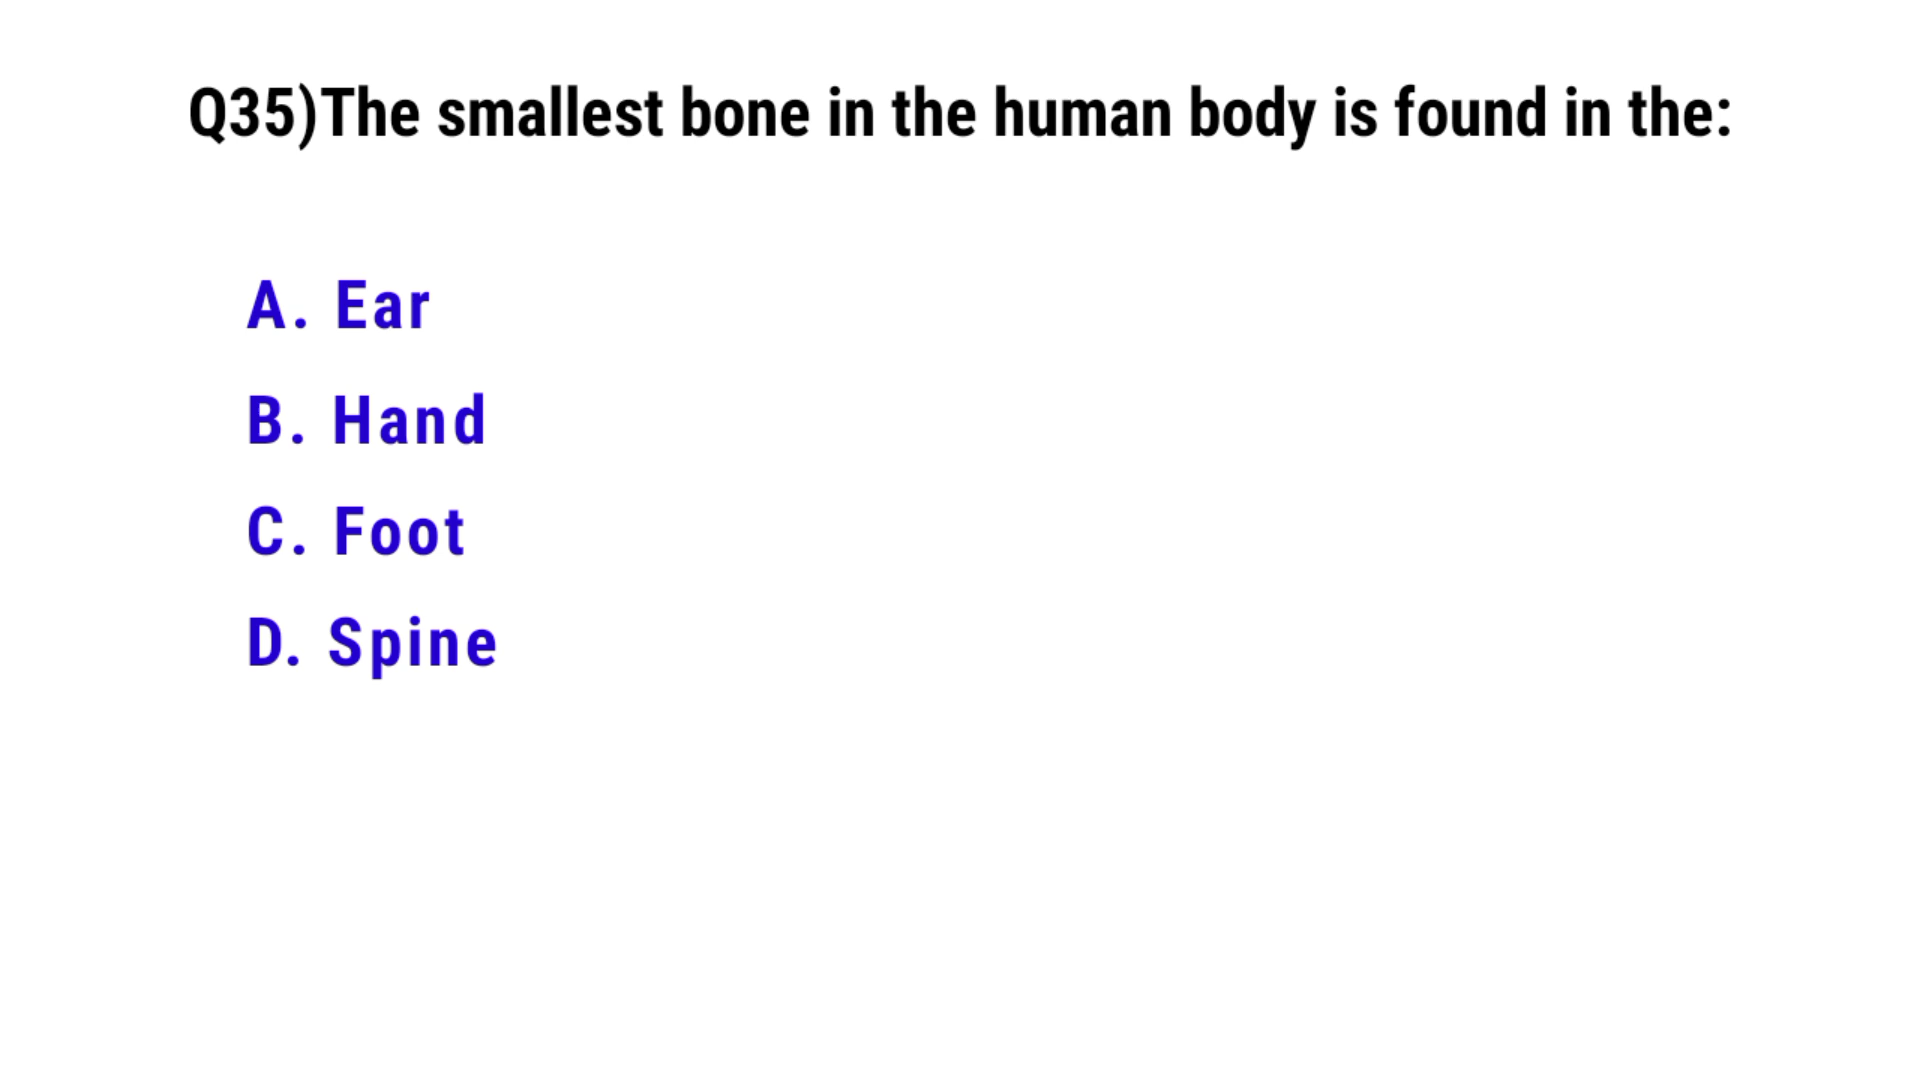 Q35)The smallest bone in the human body is found in the:
A. Ear
B. Hand
C. Foot
D. Spine